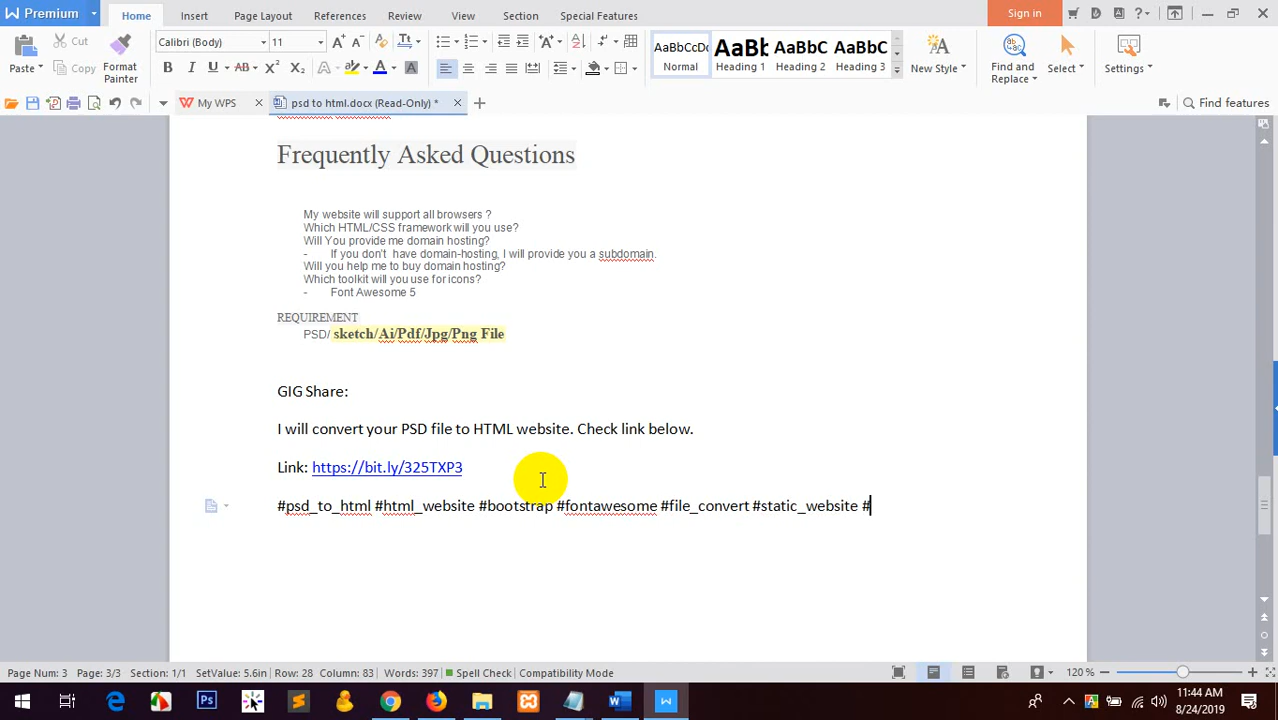 Premium
Home Insert Page Layout References Review View Section Special Features Sign in
Paste Cut Copy Format Painter
Calibri (Body) 11
B I U AB X² X₂
AaBbCcDc Normal AaBb Heading 1 AaBbC Heading 2 AaBbC Heading 3
New Style Find and Replace Select Settings
My WPS psd to html.docx (Read-Only) * Find features
Frequently Asked Questions
My website will support all browsers ?
Which HTML/CSS framework will you use?
Will You provide me domain hosting?
- If you don't have domain-hosting, I will provide you a subdomain.
Will you help me to buy domain hosting?
Which toolkit will you use for icons?
- Font Awesome 5
REQUIREMENT
PSD/ sketch/Ai/Pdf/Jpg/Png File
GIG Share:
I will convert your PSD file to HTML website. Check link below.
Link: https://bit.ly/325TXP3
#psd_to_html #html_website #bootstrap #fontawesome #file_convert #static_website #
Page Num: 3 Page: 3/3 Section: 1/1 SetValue: 5.6in Row: 28 Column: 83 Words: 397 Spell Check Compatibility Mode 120 %
11:44 AM
8/24/2019